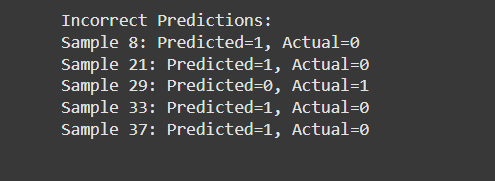 Incorrect Predictions:
Sample 8: Predicted=1, Actual=0
Sample 21: Predicted=1, Actual=0
Sample 29: Predicted=0, Actual=1
Sample 33: Predicted=1, Actual=0
Sample 37: Predicted=1, Actual=0